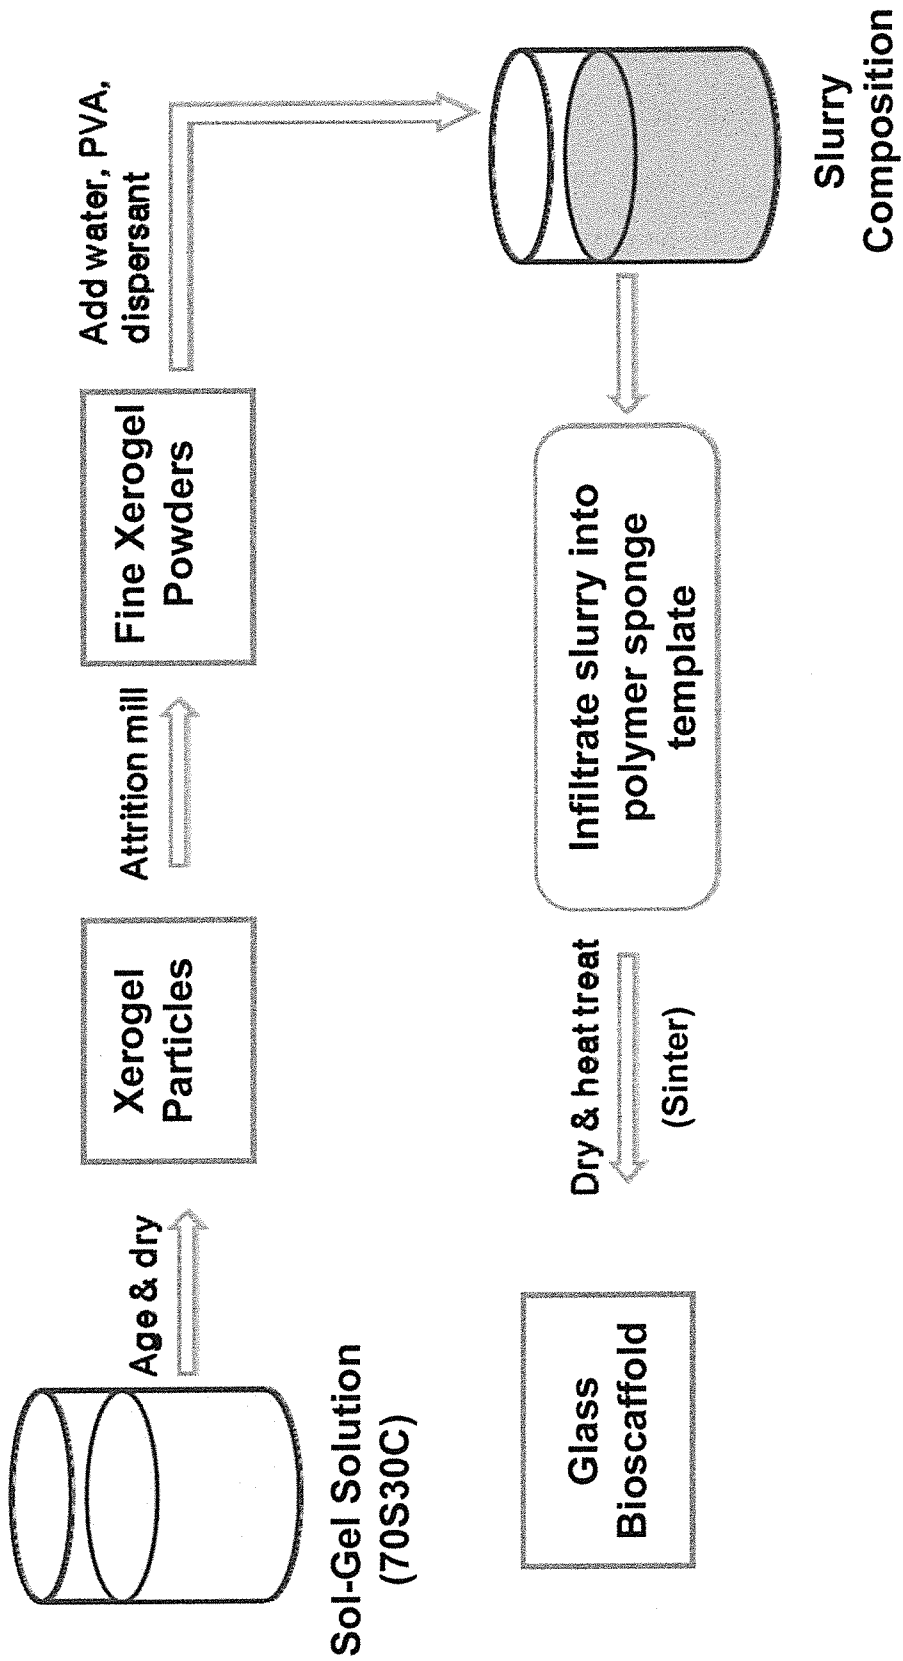 Sol-Gel Solution
(70S30C)
Age & dry
Xerogel
Particles
Attrition mill
Fine Xerogel
Powders
Add water, PVA,
dispersant
Slurry
Composition
Infiltrate slurry into
polymer sponge
template
Dry & heat treat
(Sinter)
Glass
Bioscaffold